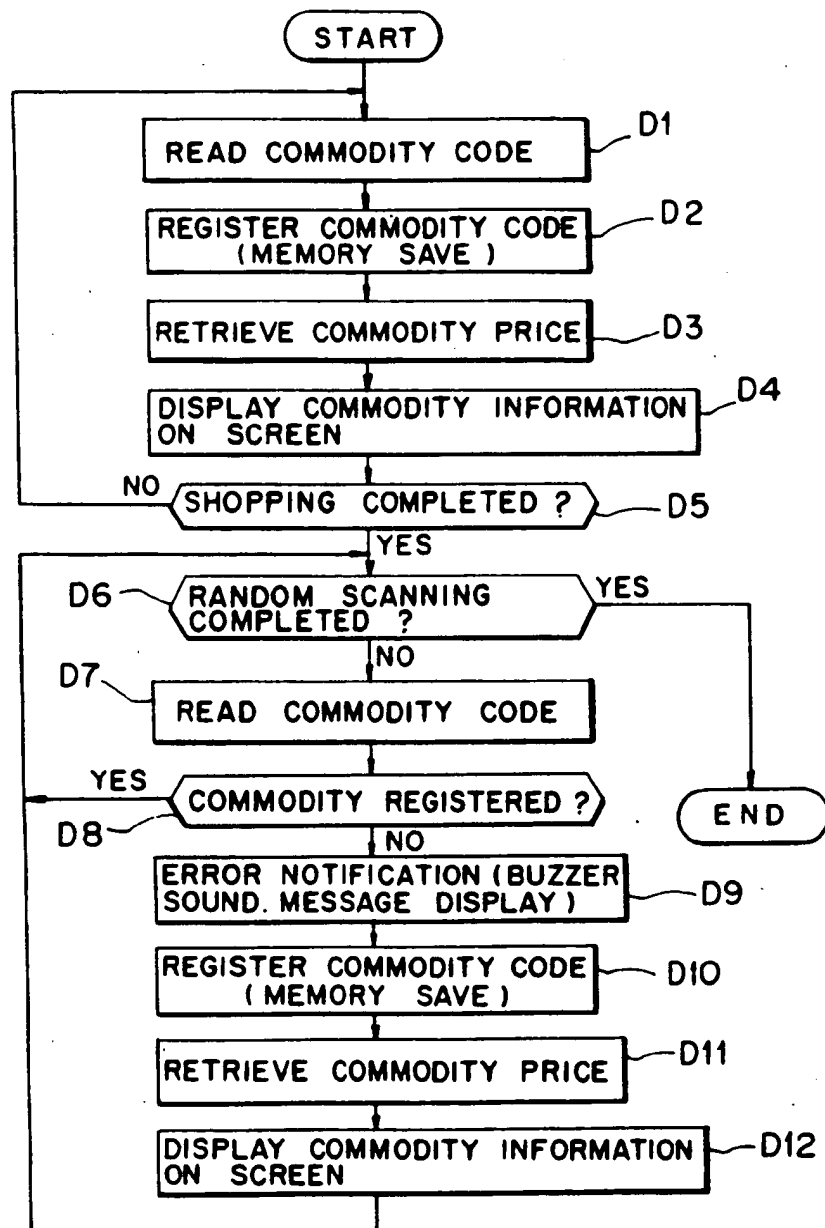 START
READ COMMODITY CODE
D1
REGISTER COMMODITY CODE
(MEMORY SAVE)
D2
RETRIEVE COMMODITY PRICE
D3
DISPLAY COMMODITY INFORMATION
ON SCREEN
D4
NO
SHOPPING COMPLETED ?
D5
YES
D6
RANDOM SCANNING
COMPLETED ?
YES
NO
D7
READ COMMODITY CODE
YES
COMMODITY REGISTERED ?
D8
END
NO
ERROR NOTIFICATION (BUZZER
SOUND. MESSAGE DISPLAY)
D9
REGISTER COMMODITY CODE
(MEMORY SAVE)
D10
RETRIEVE COMMODITY PRICE
D11
DISPLAY COMMODITY INFORMATION
ON SCREEN
D12